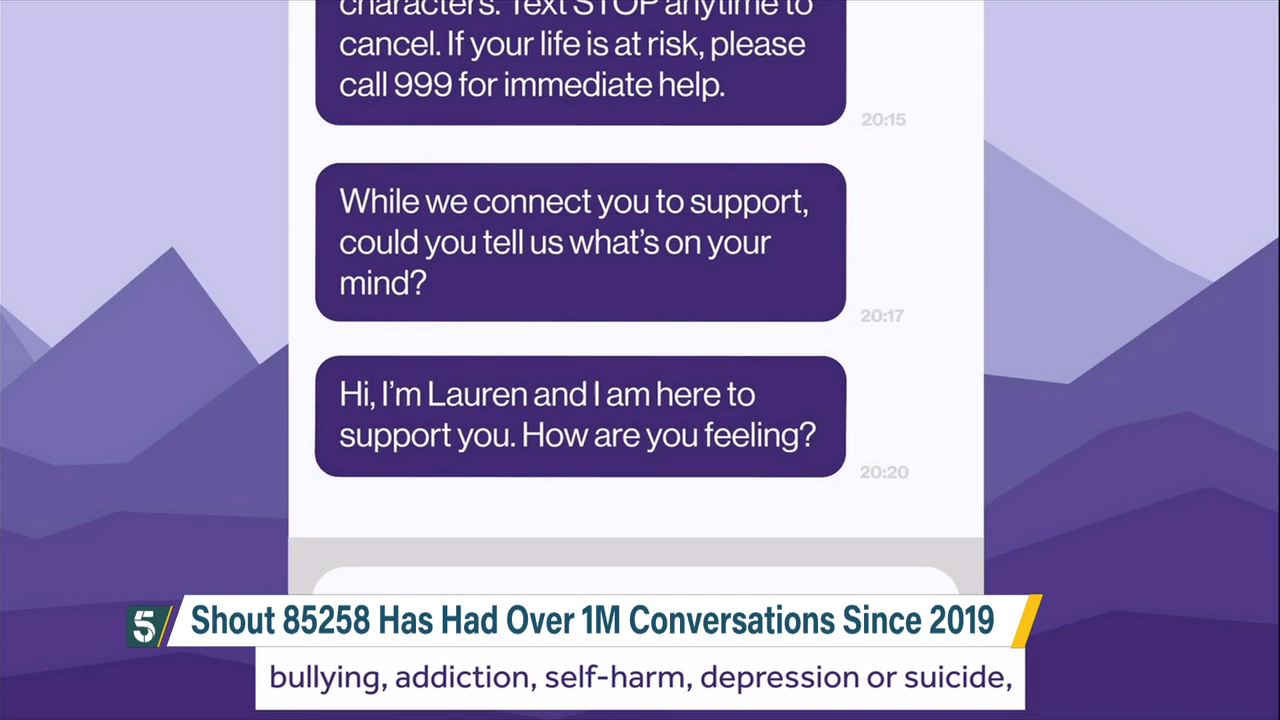 characters. Text STOP anytime to
cancel. If your life is at risk, please
call 999 for immediate help.
20:15
While we connect you to support,
could you tell us what's on your
mind?
20:17
Hi, I'm Lauren and I am here to
support you. How are you feeling?
20:20
5 Shout 85258 Has Had Over 1M Conversations Since 2019
bullying, addiction, self-harm, depression or suicide,